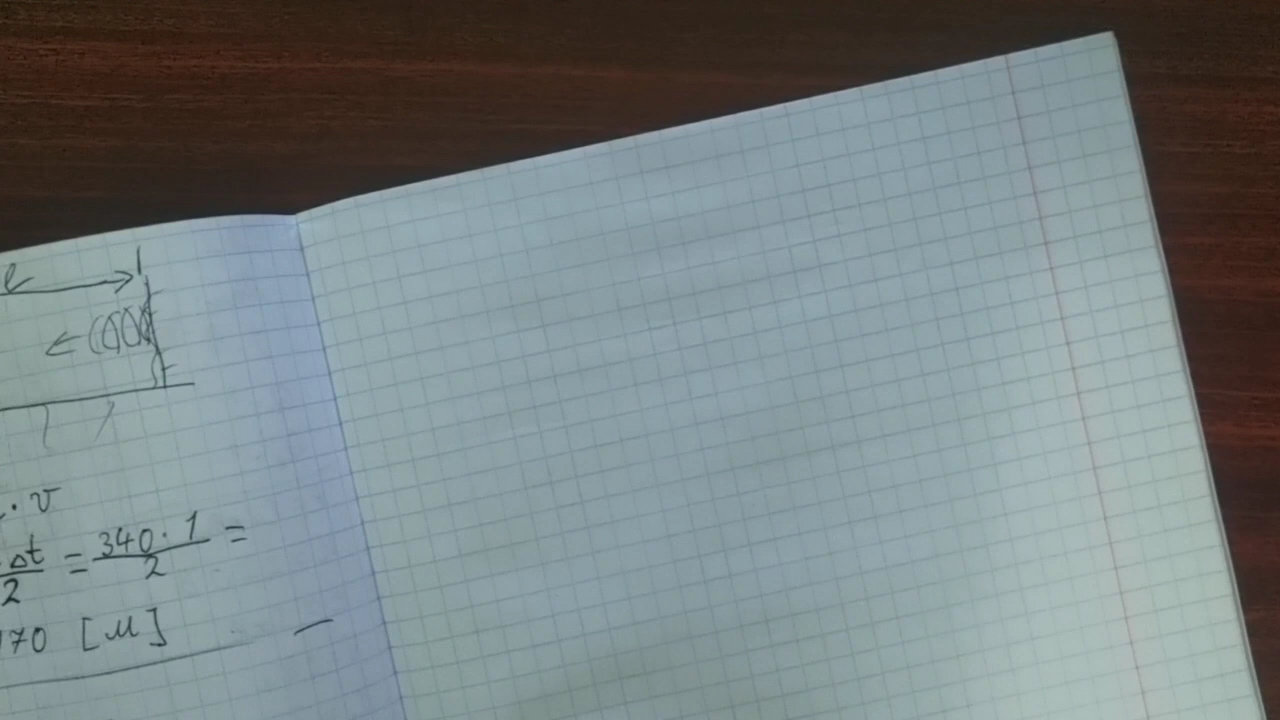 l
· v
Δt/2 = 340 · 1/2 =
170 [м]